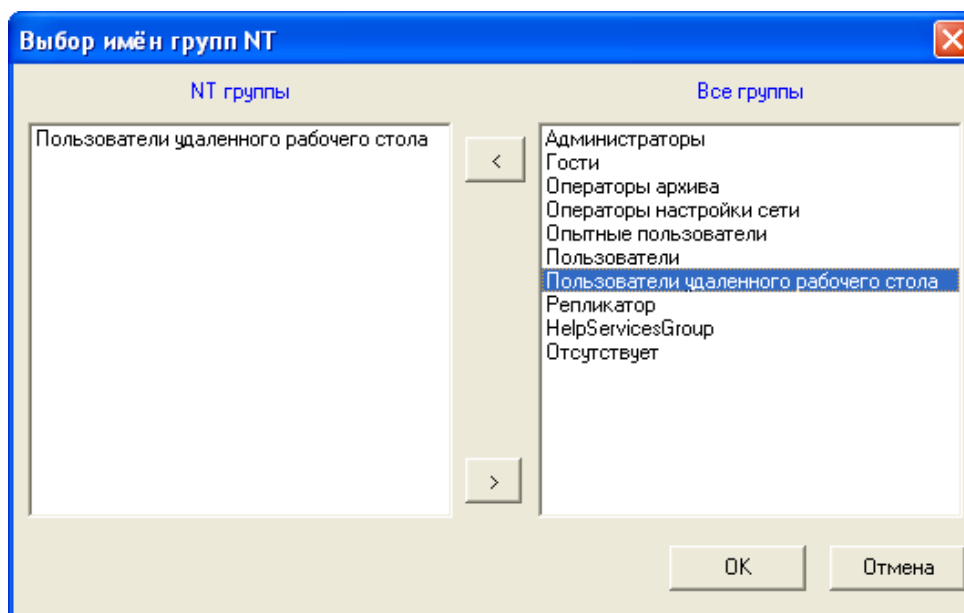 Выбор имён групп NT
NT группы
Все группы
Пользователи удаленного рабочего стола
<
>
Администраторы
Гости
Операторы архива
Операторы настройки сети
Опытные пользователи
Пользователи
Пользователи удаленного рабочего стола
Репликатор
HelpServicesGroup
Отсутствует
OK
Отмена